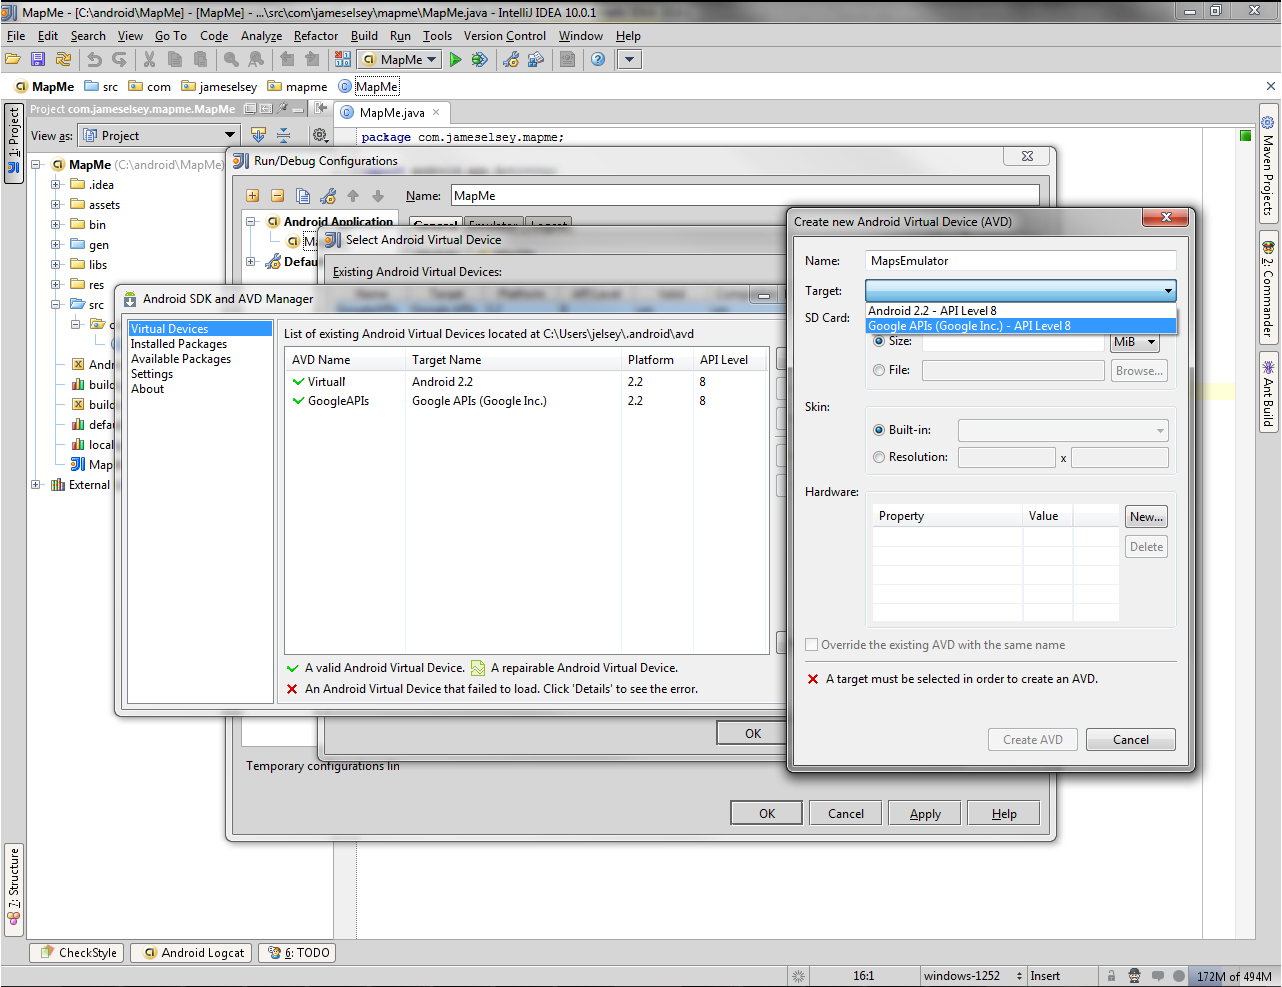 MapMe - [C:\android\MapMe] - [MapMe] - ...\src\com\jameselsey\mapme\MapMe.java - IntelliJ IDEA 10.0.1
File Edit Search View Go To Code Analyze Refactor Build Run Tools Version Control Window Help
MapMe
MapMe src com jameselsey mapme MapMe
1: Project
Project com.jameselsey.mapme.MapMe
View as: Project
MapMe (C:\android\MapMe)
.idea
assets
bin
gen
libs
res
src
Andr
build
build
defau
local
Map
External
MapMe.java
package com.jameselsey.mapme;
Run/Debug Configurations
Name: MapMe
Android Application
General Emulator Logcat
Ma
Defau
Temporary configurations lin
OK Cancel Apply Help
Select Android Virtual Device
Existing Android Virtual Devices:
OK
Android SDK and AVD Manager
Virtual Devices
Installed Packages
Available Packages
Settings
About
List of existing Android Virtual Devices located at C:\Users\jelsey\.android\avd
AVD Name Target Name Platform API Level
Android 2.2 2.2 8
GoogleAPIs Google APIs (Google Inc.) 2.2 8
A valid Android Virtual Device. A repairable Android Virtual Device.
An Android Virtual Device that failed to load. Click 'Details' to see the error.
Create new Android Virtual Device (AVD)
Name: MapsEmulator
Target:
Android 2.2 - API Level 8
Google APIs (Google Inc.) - API Level 8
SD Card:
Size: MiB
File: Browse...
Skin:
Built-in:
Resolution: x
Hardware:
Property Value New...
Delete
Override the existing AVD with the same name
A target must be selected in order to create an AVD.
Create AVD Cancel
Maven Projects
2: Commander
Ant Build
7: Structure
CheckStyle Android Logcat 6: TODO
16:1 windows-1252 Insert 172M of 494M